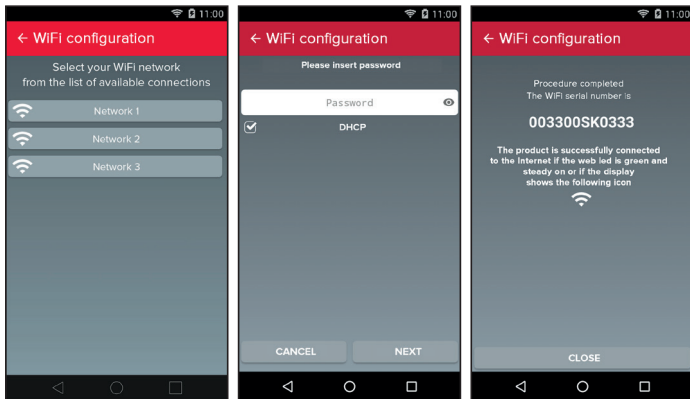 11:00
← WiFi configuration
Select your WiFi network
from the list of available connections
Network 1
Network 2
Network 3
11:00
← WiFi configuration
Please insert password
Password
DHCP
CANCEL NEXT
11:00
← WiFi configuration
Procedure completed
The WiFi serial number is
003300SK0333
The product is successfully connected
to the Internet if the web led is green and
steady on or if the display
shows the following icon
CLOSE